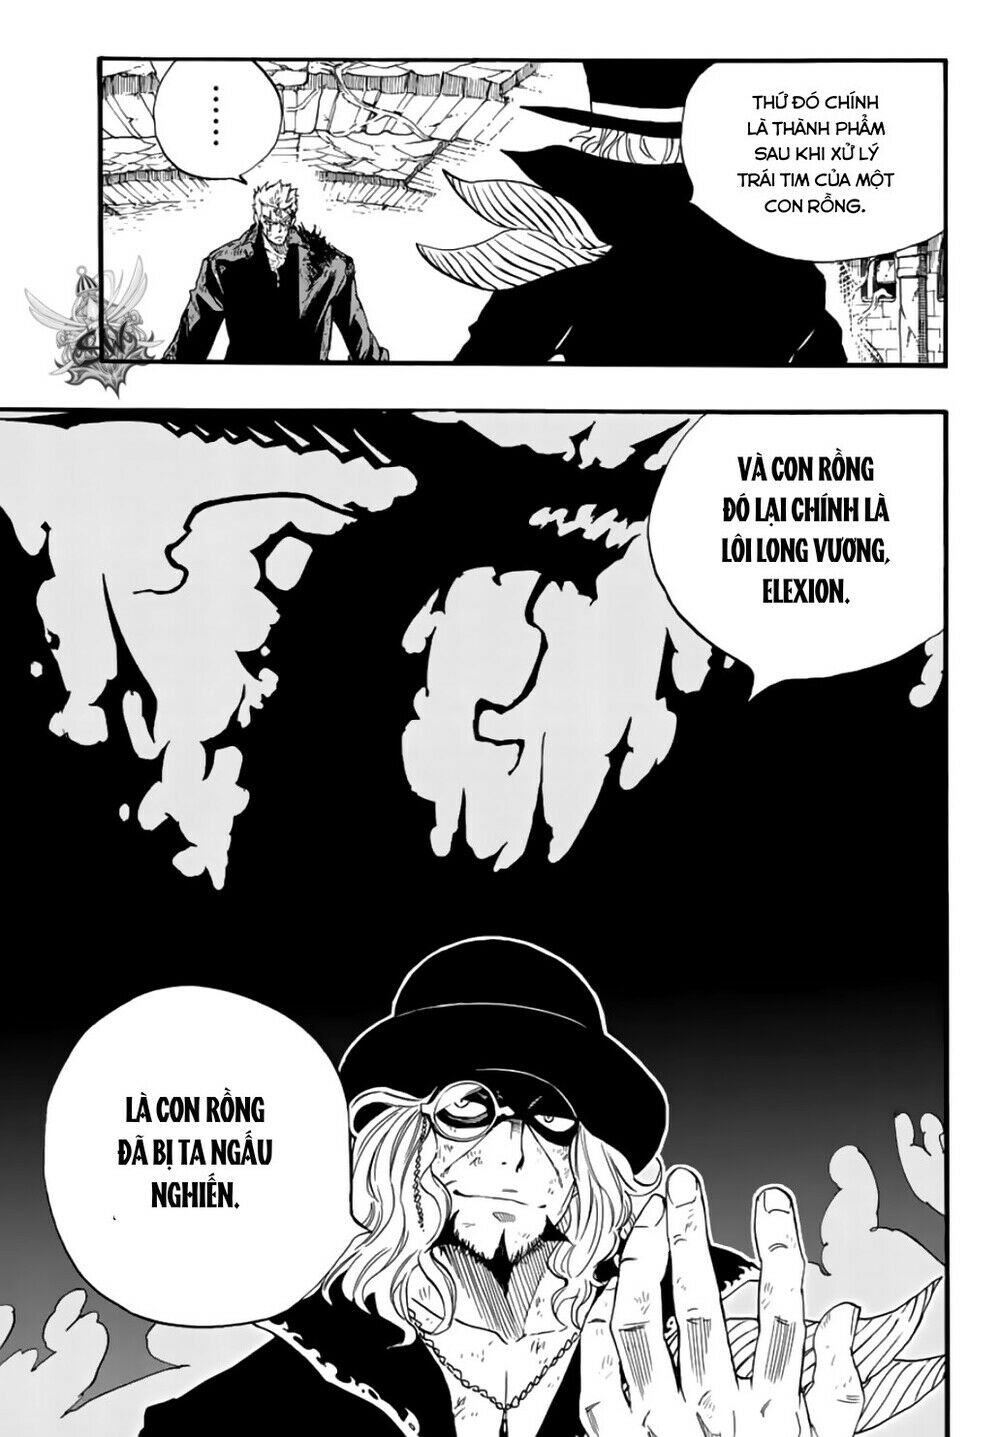 ......
THỨ ĐÓ CHÍNH
LÀ THÀNH PHẨM
SAU KHI XỬ LÝ
TRÁI TIM CỦA MỘT
CON RỒNG.
VÀ CON RỒNG
ĐÓ LẠI CHÍNH LÀ
LÔI LONG VƯƠNG,
ELEXION.
LÀ CON RỒNG
ĐÃ BỊ TA NGẤU
NGHIẾN.